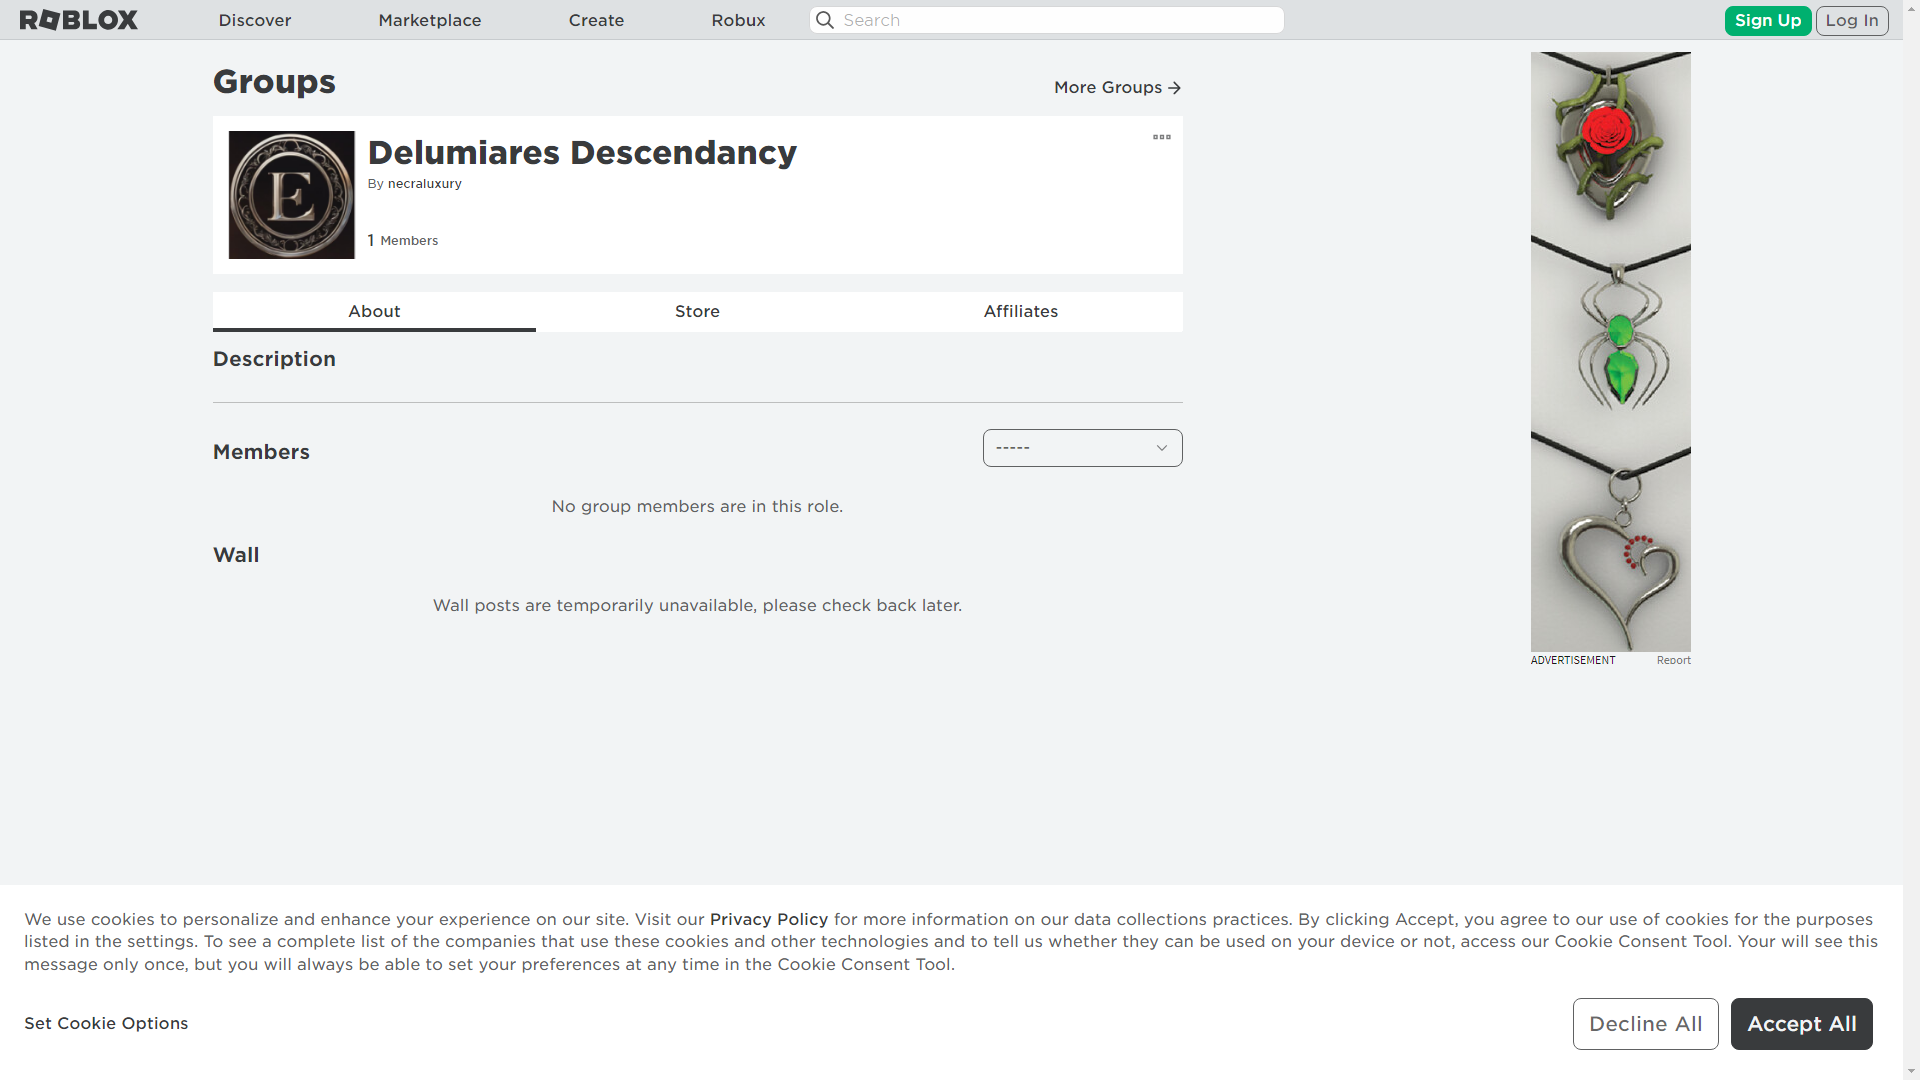 ROBLOX
Discover
Marketplace
Create
Robux
Search
Sign Up
Log In
Groups
More Groups
E
Delumiares Descendancy
By necraluxury
1 Members
About
Store
Affiliates
Description
Members
-----
No group members are in this role.
Wall
Wall posts are temporarily unavailable, please check back later.
ADVERTISEMENT
Report
We use cookies to personalize and enhance your experience on our site. Visit our Privacy Policy for more information on our data collections practices. By clicking Accept, you agree to our use of cookies for the purposes
listed in the settings. To see a complete list of the companies that use these cookies and other technologies and to tell us whether they can be used on your device or not, access our Cookie Consent Tool. Your will see this
message only once, but you will always be able to set your preferences at any time in the Cookie Consent Tool.
Set Cookie Options
Decline All
Accept All